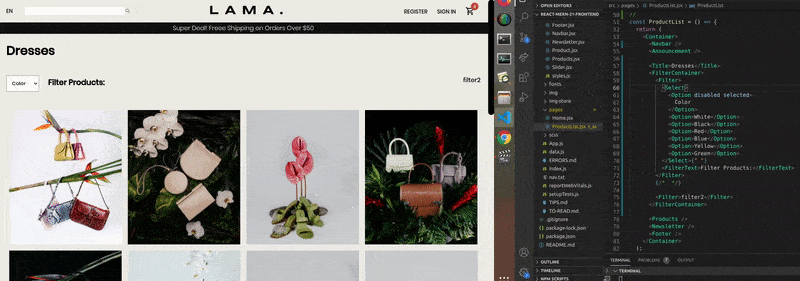 EN
LAMA.
REGISTER
SIGN IN
Super Deal! Freee Shipping on Orders Over $50
Dresses
Color
Filter Products:
filter2
OPEN EDITORS
REACT-MERN-21-FRONTEND
Footer.jsx
Navbar.jsx
Newsletter.jsx
Product.jsx
Products.jsx
Slider.jsx
styles.js
fonts
img
img-store
pages
Home.jsx
ProductList.jsx
scss
App.js
data.js
ERRORS.md
index.js
nav.txt
reportWebVitals.js
setupTests.js
TIPS.md
TO-READ.md
.gitignore
package-lock.json
package.json
README.md
OUTLINE
TIMELINE
NPM SCRIPTS
src > pages > ProductList.jsx > ProductList
50 //
53 const ProductList = () => {
52 return (
53 <Container>
54 <Navbar />
55 <Announcement />
56
57 <Title>Dresses</Title>
58 <FilterContainer>
59 <Filter>
60 <Select>
61 <Option disabled selected>
62 Color
63 </Option>
64 <Option>White</Option>
65 <Option>Black</Option>
66 <Option>Red</Option>
67 <Option>Blue</Option>
68 <Option>Yellow</Option>
69 <Option>Green</Option>
70 </Select>{" "}
71 <FilterText>Filter Products:</FilterText>
72 </Filter>
73 {/* */}
74
75 <Filter>filter2</Filter>
76 </FilterContainer>
77
78 <Products />
79 <Newsletter />
80 <Footer />
81 </Container>
82 );
TERMINAL
PROBLEMS
OUTPUT
TERMINAL